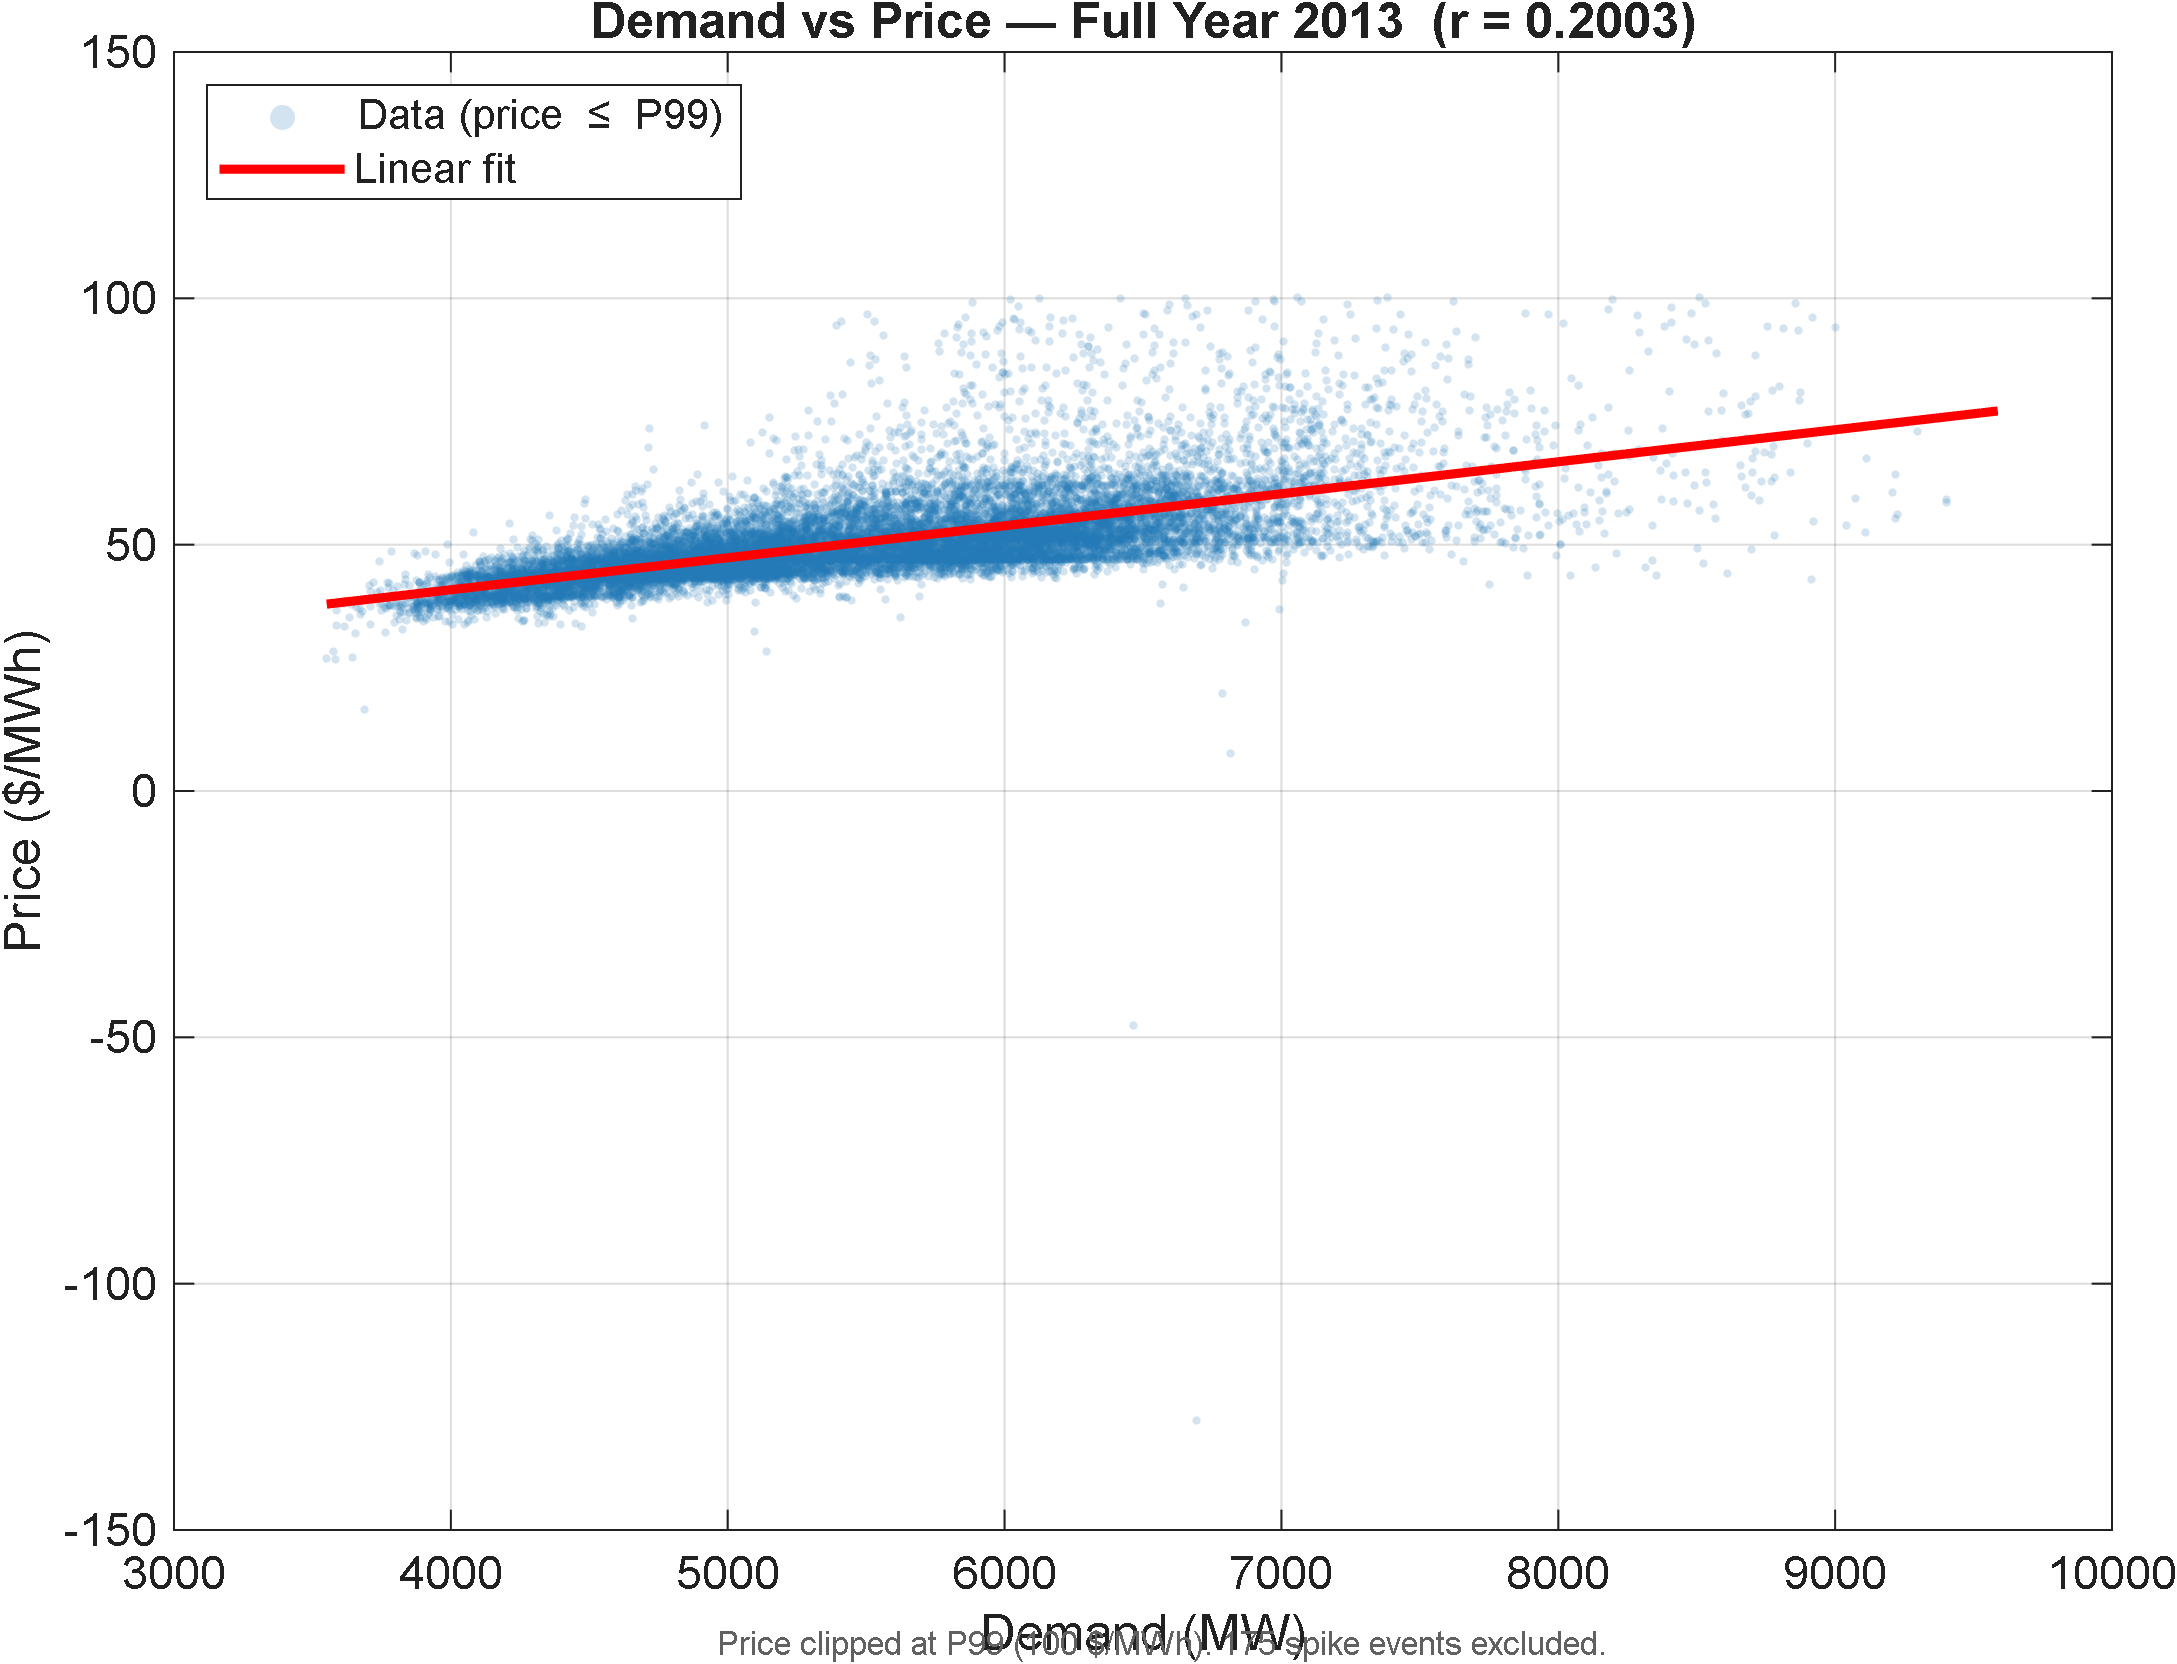 Demand vs Price — Full Year 2013 (r = 0.2003)
Data (price ≤ P99)
Linear fit
150
100
50
0
-50
-100
-150
Price ($/MWh)
3000 4000 5000 6000 7000 8000 9000 10000
Demand (MW)
Price clipped at P99 (100 $/MWh). 175 spike events excluded.